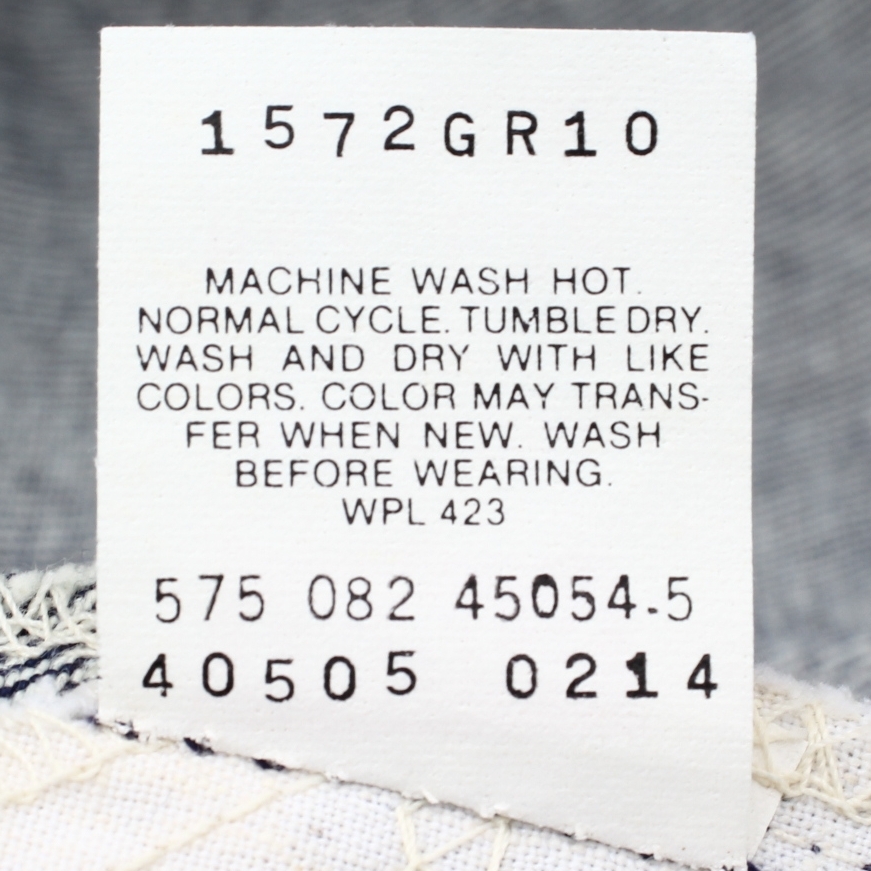 1572GR10
MACHINE WASH HOT.
NORMAL CYCLE. TUMBLE DRY.
WASH AND DRY WITH LIKE
COLORS. COLOR MAY TRANS-
FER WHEN NEW. WASH
BEFORE WEARING.
WPL 423
575 082 45054-5
40505 0214